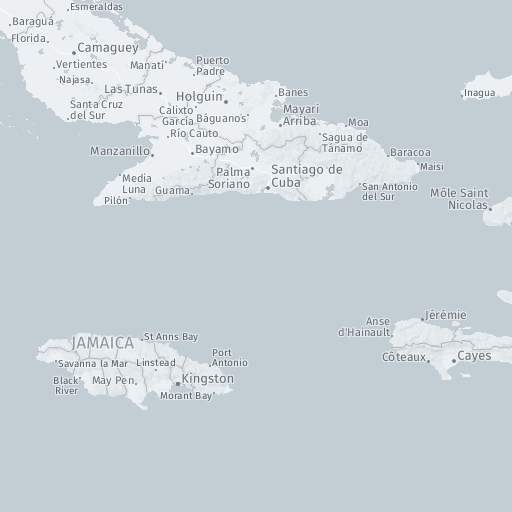 Esmeraldas
Baraguá
Florida
Camaguey
Vertientes
Manatí
Puerto
Padre
Najasa
Las Tunas
Holguin
Banes
Inagua
Santa Cruz
del Sur
Calixto
García
Báguanos
Mayari
Arriba
Moa
Río Cauto
Sagua de
Tánamo
Manzanillo
Bayamo
Baracoa
Maisi
Palma
Soriano
Santiago de
Cuba
Media
Luna
Guama
San Antonio
del Sur
Pilón
Môle Saint
Nicolas
Jérémie
Anse
d'Hainault
JAMAICA
St Anns Bay
Côteaux
Cayes
Savanna la Mar
Linstead
Port
Antonio
Black
River
May Pen
Kingston
Morant Bay